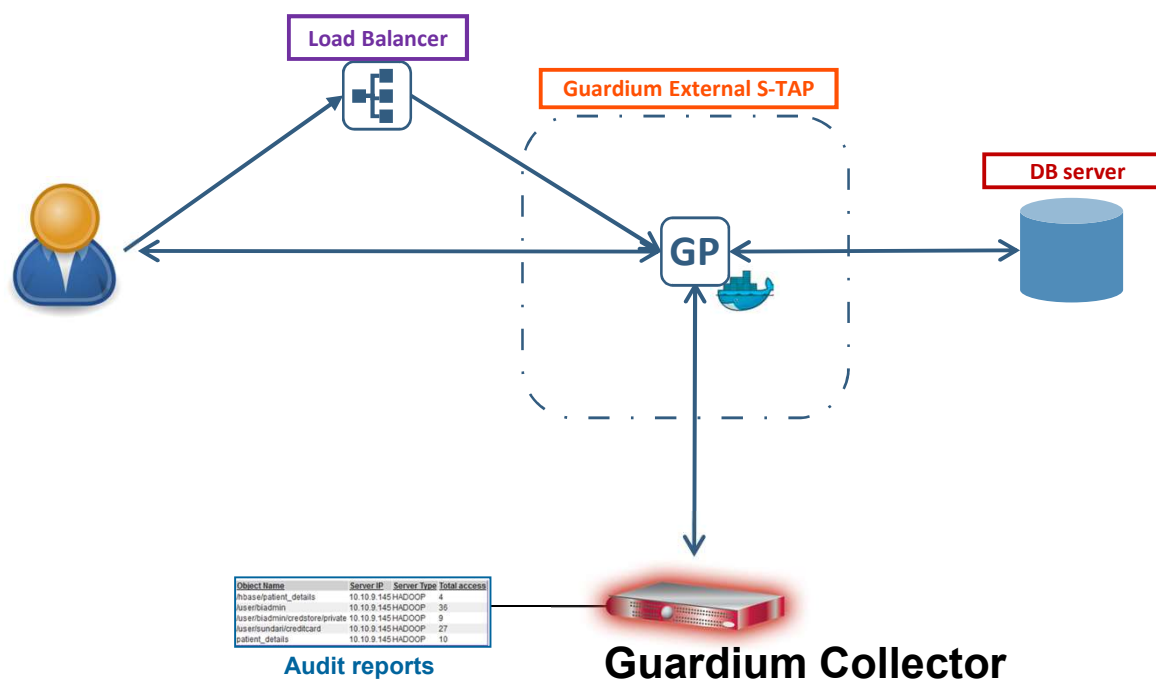 Load Balancer
Guardium External S-TAP
DB server
GP
Object Name Server IP Server Type Total access
/hbase/patient_details 10.10.9.145 HADOOP 4
/user/biadmin 10.10.9.145 HADOOP 36
/user/biadmin/credstore/private 10.10.9.145 HADOOP 9
/user/sundari/creditcard 10.10.9.145 HADOOP 27
patient_details 10.10.9.145 HADOOP 10
Audit reports
Guardium Collector